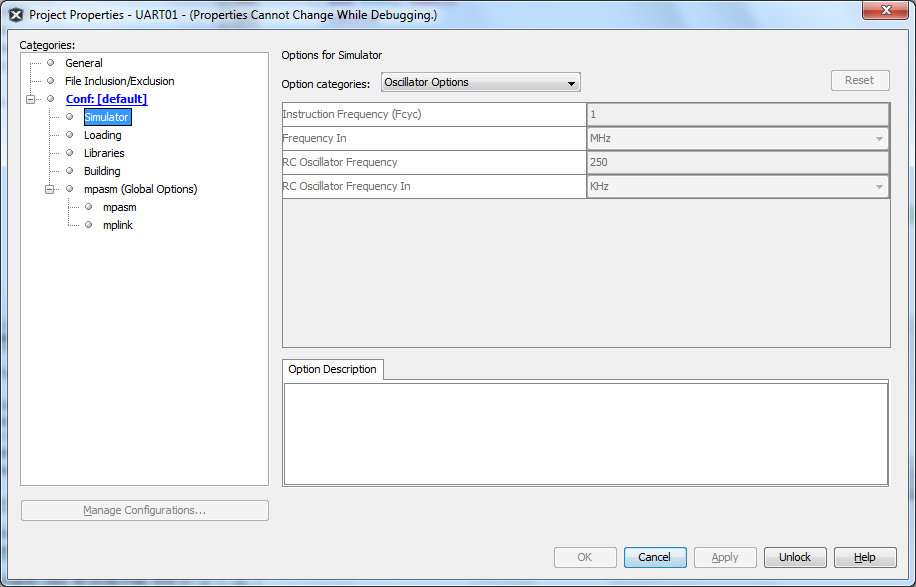 Project Properties - UART01 - (Properties Cannot Change While Debugging.)
Categories:
General
File Inclusion/Exclusion
Conf: [default]
Simulator
Loading
Libraries
Building
mpasm (Global Options)
mpasm
mplink
Manage Configurations...
Options for Simulator
Option categories: Oscillator Options
Reset
Instruction Frequency (Fcyc) 1
Frequency In MHz
RC Oscillator Frequency 250
RC Oscillator Frequency In KHz
Option Description
OK Cancel Apply Unlock Help